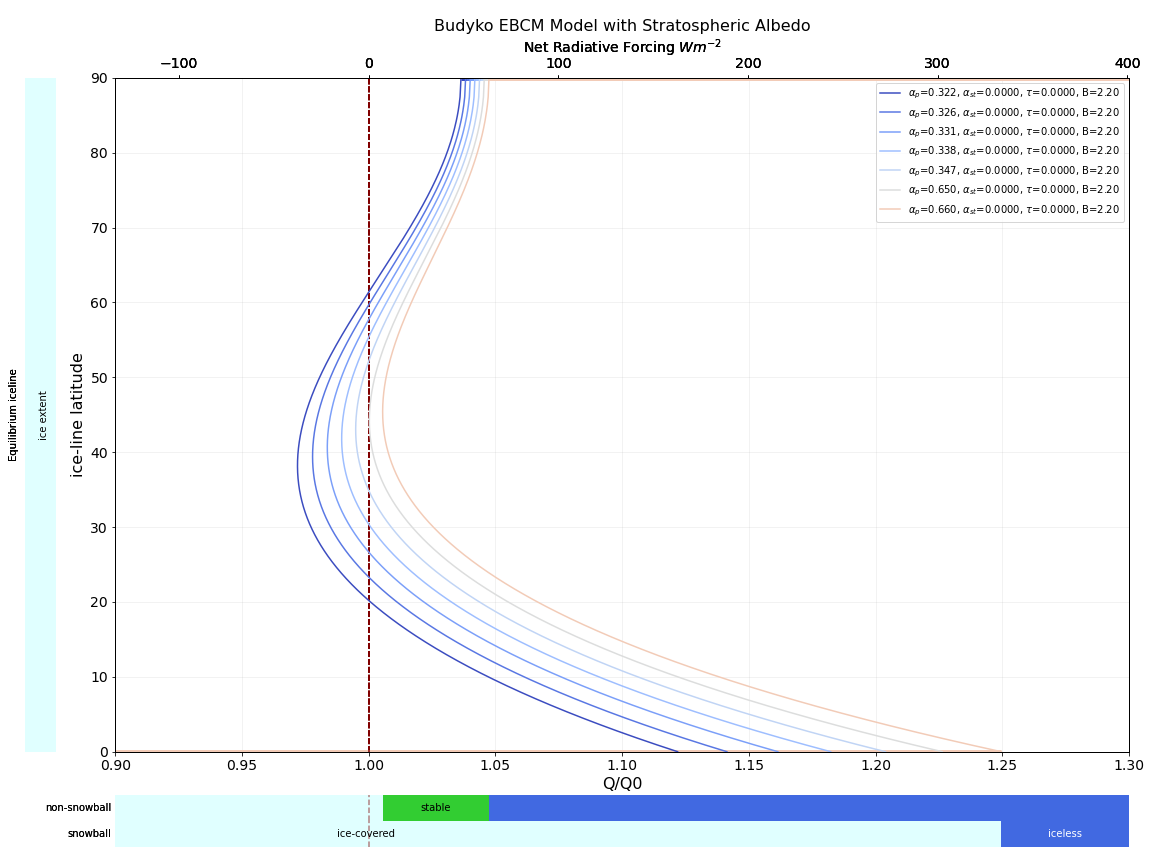 Budyko EBCM Model with Stratospheric Albedo
Net Radiative Forcing Wm⁻²
−100 0 100 200 300 400
90
80
70
60
50
40
30
20
10
0
ice-line latitude
Equilibrium iceline
ice extent
αp=0.322, αst=0.0000, τ=0.0000, B=2.20
αp=0.326, αst=0.0000, τ=0.0000, B=2.20
αp=0.331, αst=0.0000, τ=0.0000, B=2.20
αp=0.338, αst=0.0000, τ=0.0000, B=2.20
αp=0.347, αst=0.0000, τ=0.0000, B=2.20
αp=0.650, αst=0.0000, τ=0.0000, B=2.20
αp=0.660, αst=0.0000, τ=0.0000, B=2.20
0.90 0.95 1.00 1.05 1.10 1.15 1.20 1.25 1.30
Q/Q0
non-snowball stable
snowball ice-covered iceless